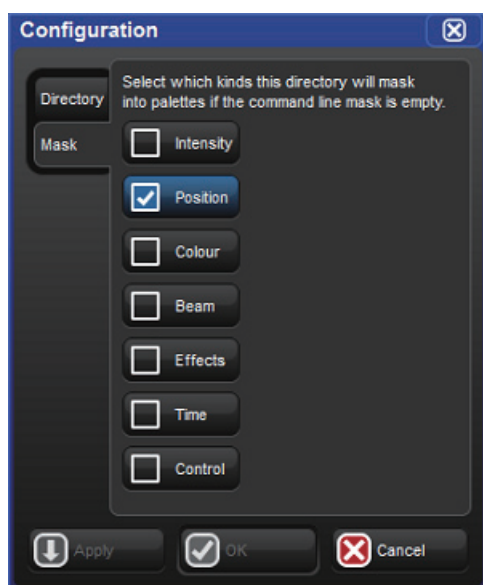 Configuration
Directory
Mask
Select which kinds this directory will mask
into palettes if the command line mask is empty.
Intensity
Position
Colour
Beam
Effects
Time
Control
Apply
OK
Cancel